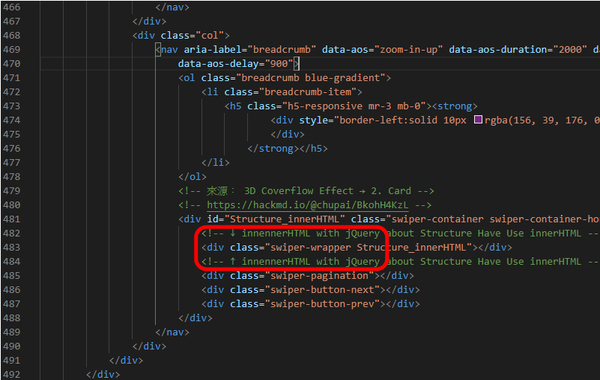 466 </nav>
467 </div>
468 <div class="col">
469 <nav aria-label="breadcrumb" data-aos="zoom-in-up" data-aos-duration="2000" da
470 data-aos-delay="900">
471 <ol class="breadcrumb blue-gradient">
472 <li class="breadcrumb-item">
473 <h5 class="h5-responsive mr-3 mb-0"><strong>
474 <div style="border-left:solid 10px rgba(156, 39, 176, 0
475 </div>
476 </strong></h5>
477 </li>
478 </ol>
479 <!-- 來源： 3D Coverflow Effect → 2. Card -->
480 <!-- https://hackmd.io/@chupai/BkohH4KzL -->
481 <div id="Structure_innerHTML" class="swiper-container swiper-container-ho
482 <!-- ↓ innennerHTML with jQuery about Structure Have Use innerHTML --
483 <div class="swiper-wrapper Structure_innerHTML"></div>
484 <!-- ↑ innennerHTML with jQuery about Structure Have Use innerHTML --
485 <div class="swiper-pagination"></div>
486 <div class="swiper-button-next"></div>
487 <div class="swiper-button-prev"></div>
488 </div>
489 </nav>
490 </div>
491 </div>
492 </div>